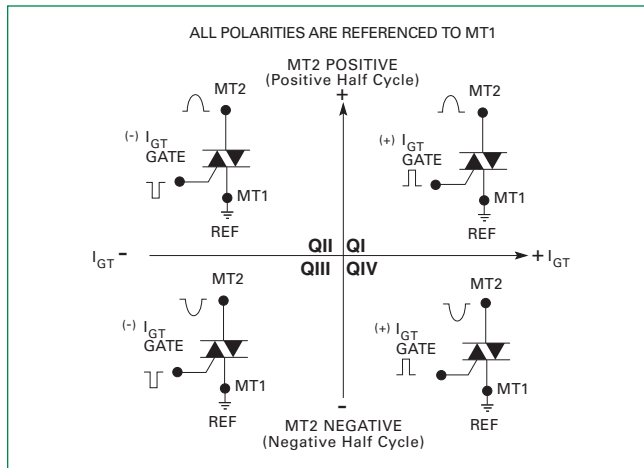 ALL POLARITIES ARE REFERENCED TO MT1
MT2 POSITIVE
(Positive Half Cycle)
+
MT2
(-) IGT
GATE
MT1
REF
MT2
(+) IGT
GATE
MT1
REF
QII QI
IGT - + IGT
QIII QIV
MT2
(-) IGT
GATE
MT1
REF
MT2
(+) IGT
GATE
MT1
REF
-
MT2 NEGATIVE
(Negative Half Cycle)